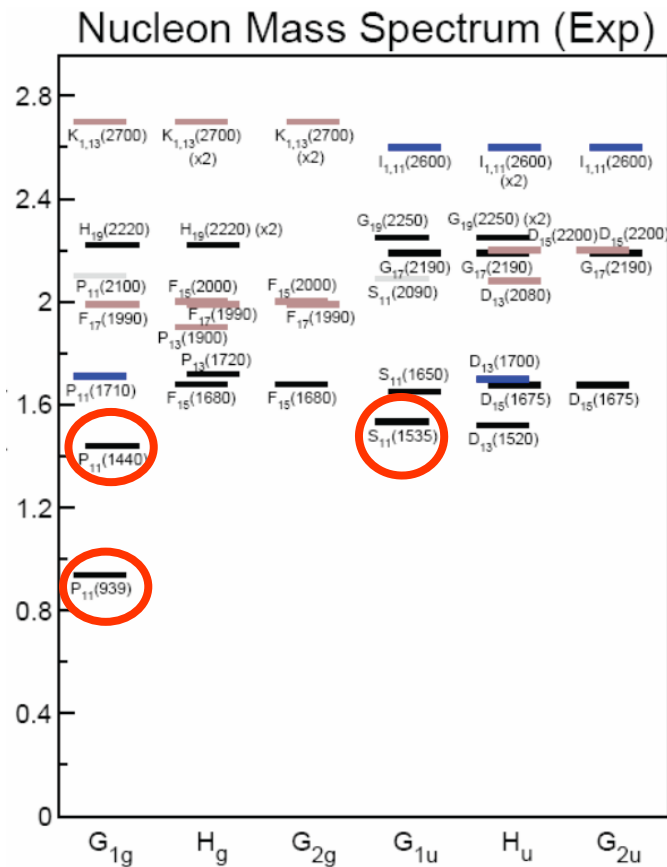 Nucleon Mass Spectrum (Exp)
2.8
2.4
2
1.6
1.2
0.8
0.4
0
K₁,₁₃(2700)
H₁₉(2220)
P₁₁(2100)
F₁₇(1990)
P₁₁(1710)
P₁₁(1440)
P₁₁(939)
K₁,₁₃(2700)
(x2)
H₁₉(2220) (x2)
F₁₅(2000)
F₁₇(1990)
P₁₃(1900)
P₁₃(1720)
F₁₅(1680)
K₁,₁₃(2700)
(x2)
F₁₅(2000)
F₁₇(1990)
F₁₅(1680)
I₁,₁₁(2600)
G₁₉(2250)
G₁₇(2190)
S₁₁(2090)
S₁₁(1650)
S₁₁(1535)
I₁,₁₁(2600)
(x2)
G₁₉(2250) (x2)
D₁₅(2200)
G₁₇(2190)
D₁₃(2080)
D₁₃(1700)
D₁₅(1675)
D₁₃(1520)
I₁,₁₁(2600)
D₁₅(2200)
G₁₇(2190)
D₁₅(1675)
G₁g H_g G₂g G₁u H_u G₂u